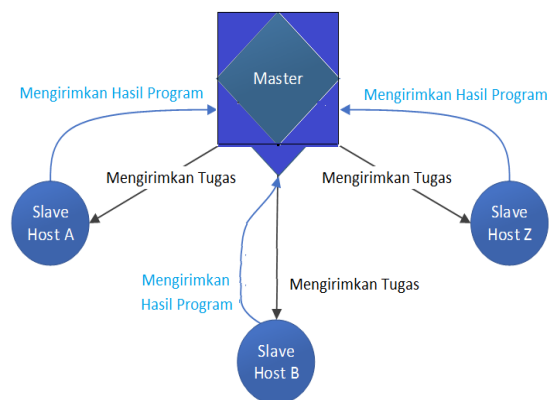 Master
Mengirimkan Hasil Program
Mengirimkan Hasil Program
Mengirimkan Tugas
Mengirimkan Tugas
Slave
Host A
Slave
Host Z
Mengirimkan
Hasil Program
Mengirimkan Tugas
Slave
Host B